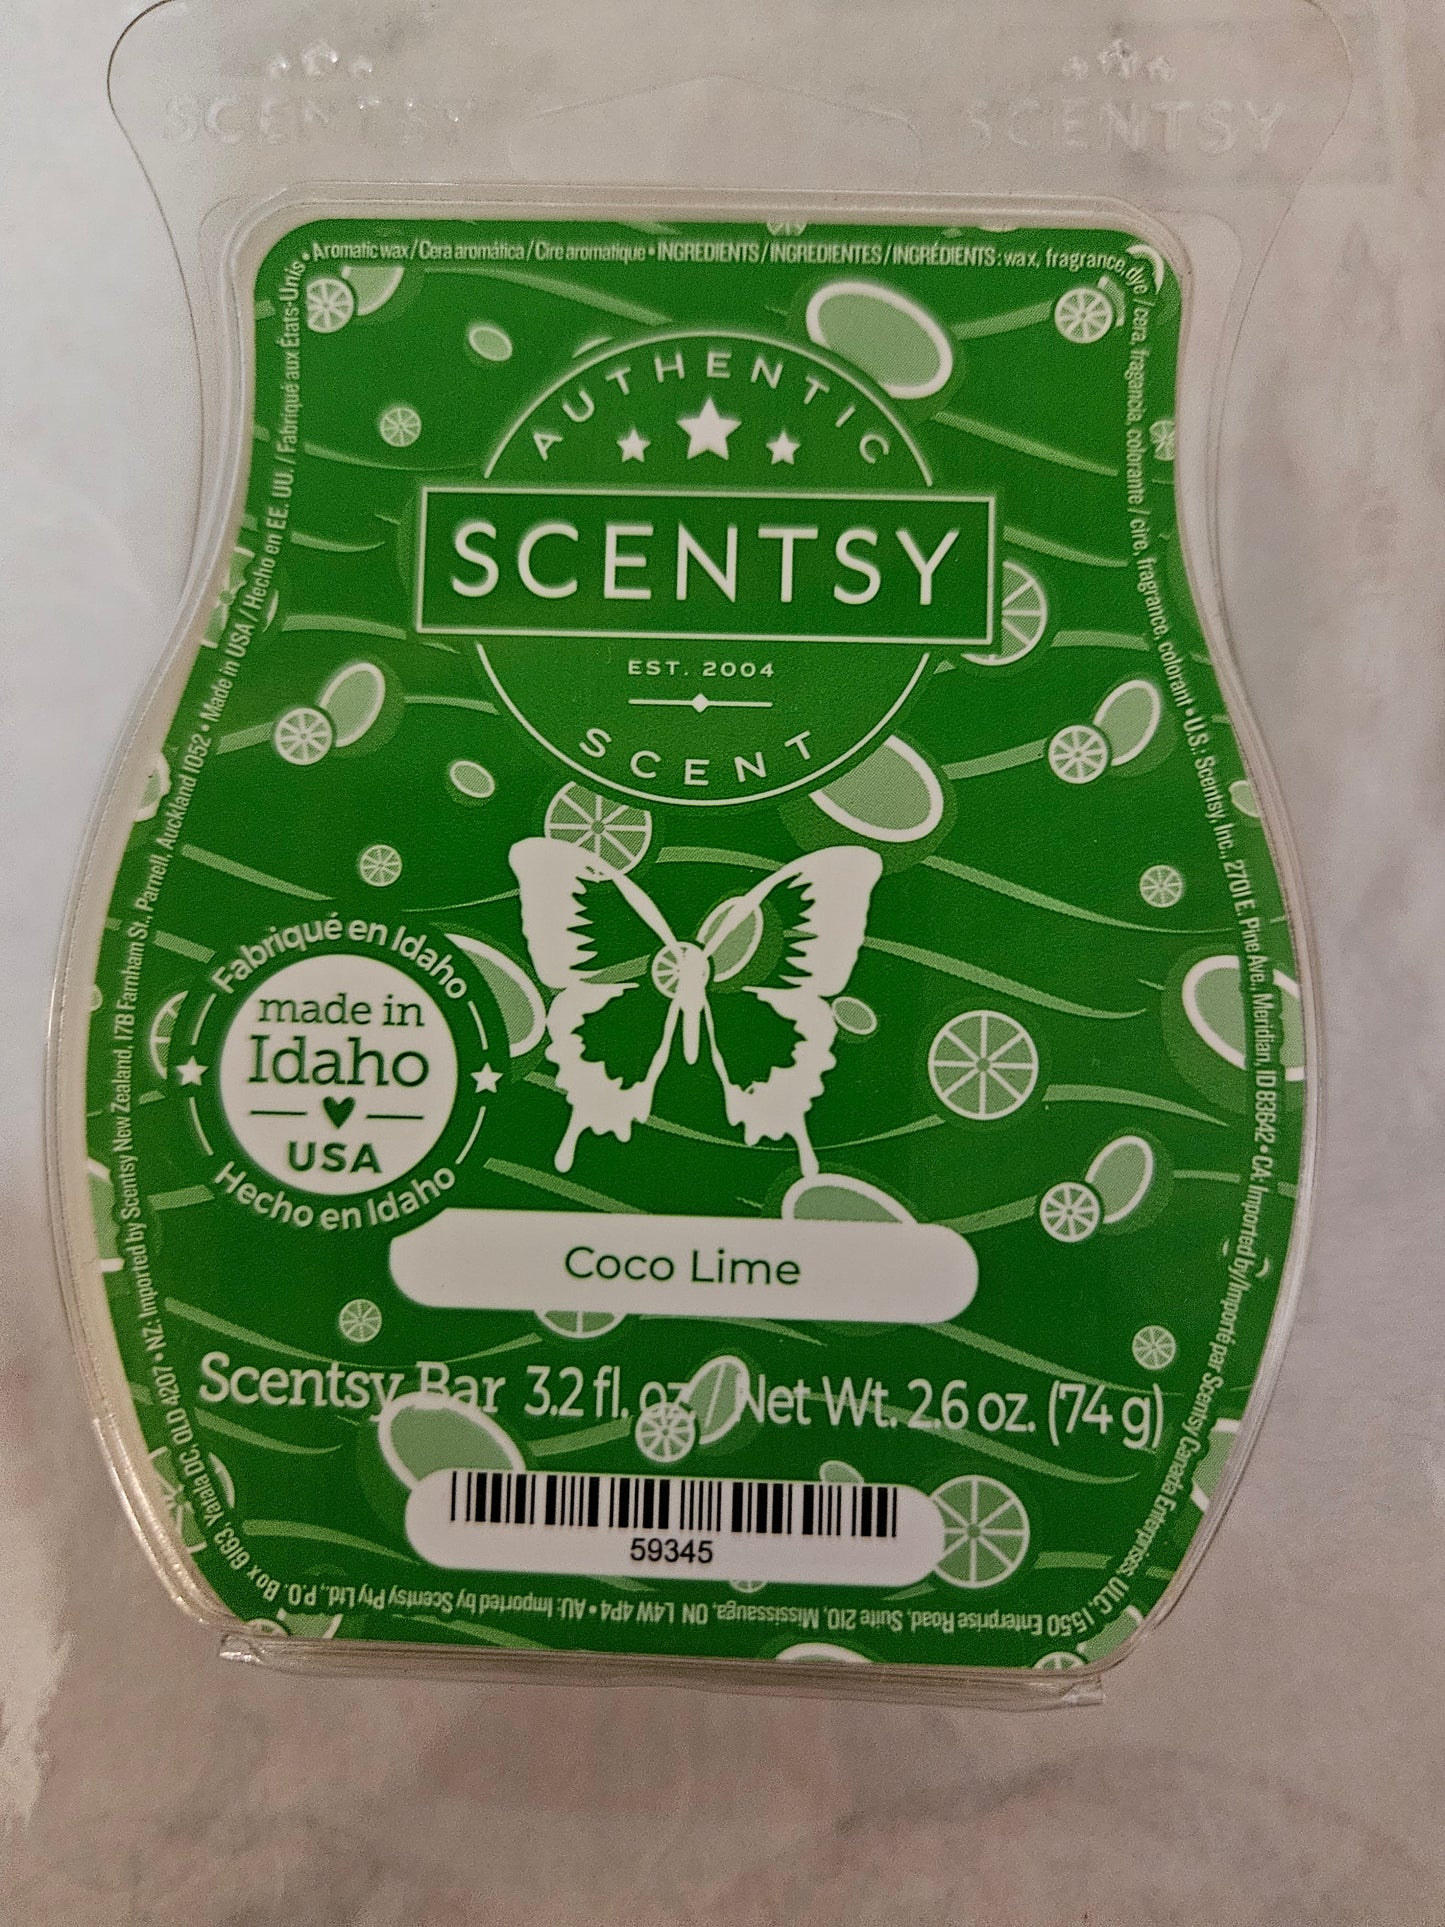 SCENTSY
SCENTSY
• Aromatic wax / Cera aromática / Cire aromatique • INGREDIENTS / INGREDIENTES / INGRÉDIENTS: wax, fragrance, dye / cera, fragancia, colorante / cire, fragrance, colorant • U.S.: Scentsy, Inc., 2701 E. Pine Ave., Meridian, ID 83642 • CA: Imported by/Importé par Scentsy Canada Enterprises, ULC, 1550 Enterprise Road, Suite 210, Mississauga, ON L4W 4P4 • AU: Imported by Scentsy Pty Ltd., P.O. Box 6163, Yatala DC, QLD 4207 • NZ: Imported by Scentsy New Zealand, 17B Farnham St., Parnell, Auckland 1052 • Made in USA / Hecho en EE. UU. / Fabriqué aux États-Unis
AUTHENTIC
SCENTSY
EST. 2004
SCENT
Fabriqué en Idaho
made in
Idaho
USA
Hecho en Idaho
Coco Lime
Scentsy Bar 3.2 fl. oz. / Net Wt. 2.6 oz. (74 g)
59345